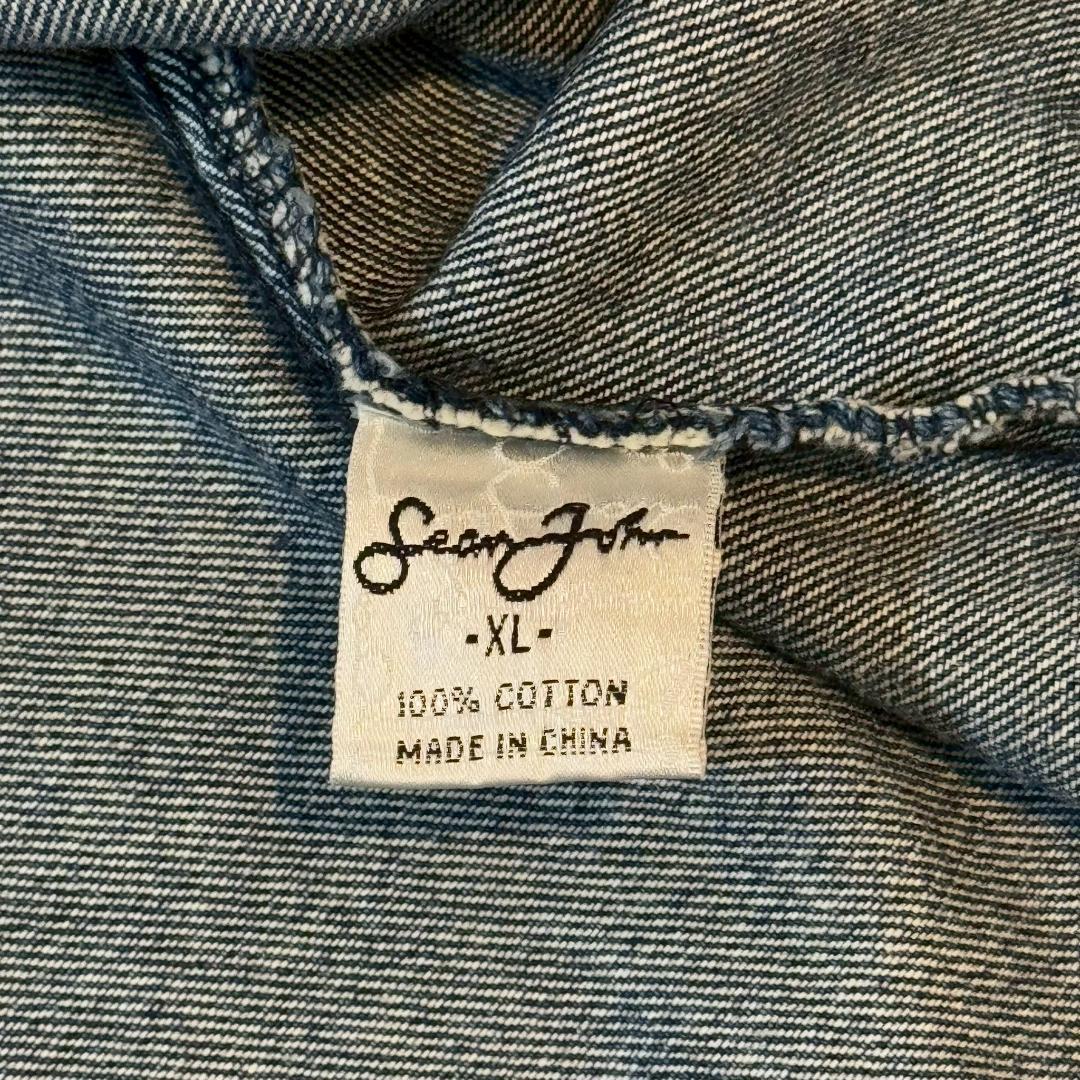 Sean John
-XL-
100% COTTON
MADE IN CHINA